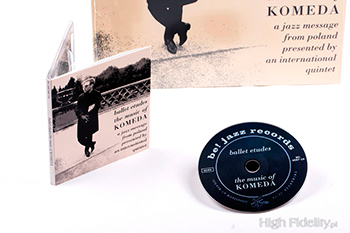 KOMEDA
a jazz message
from poland
presented by
an international
quintet
ballet etudes
the music of
KOMEDA
a jazz message
from poland
presented by
an international
quintet
be! jazz records
ballet etudes
the music of
KOMEDA
High Fidelity.pl